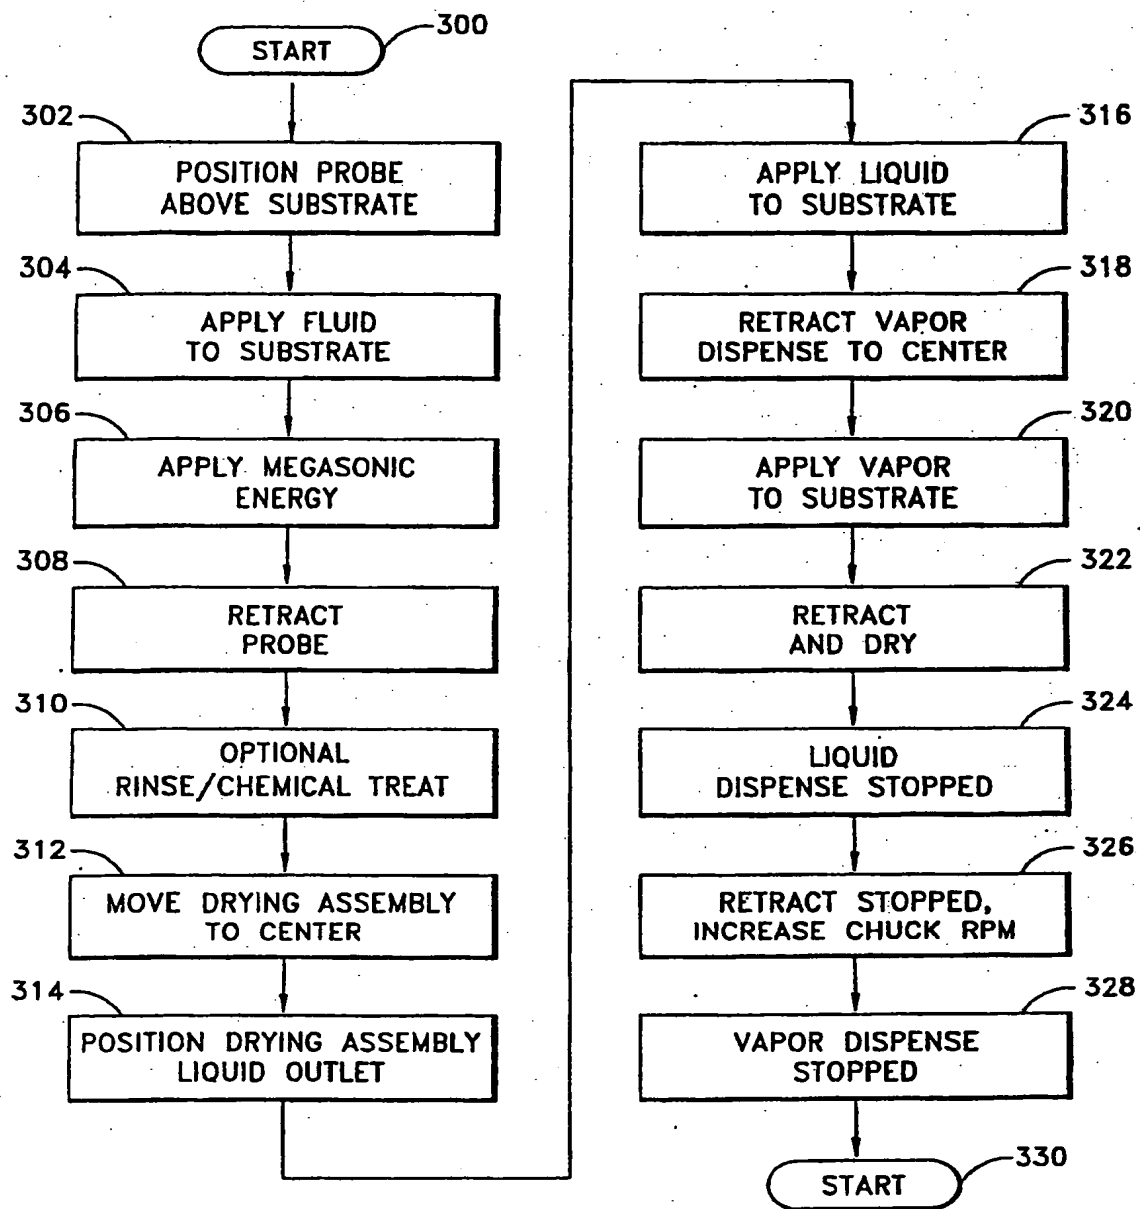 START
300
302
POSITION PROBE
ABOVE SUBSTRATE
304
APPLY FLUID
TO SUBSTRATE
306
APPLY MEGASONIC
ENERGY
308
RETRACT
PROBE
310
OPTIONAL
RINSE/CHEMICAL TREAT
312
MOVE DRYING ASSEMBLY
TO CENTER
314
POSITION DRYING ASSEMBLY
LIQUID OUTLET
316
APPLY LIQUID
TO SUBSTRATE
318
RETRACT VAPOR
DISPENSE TO CENTER
320
APPLY VAPOR
TO SUBSTRATE
322
RETRACT
AND DRY
324
LIQUID
DISPENSE STOPPED
326
RETRACT STOPPED,
INCREASE CHUCK RPM
328
VAPOR DISPENSE
STOPPED
330
START